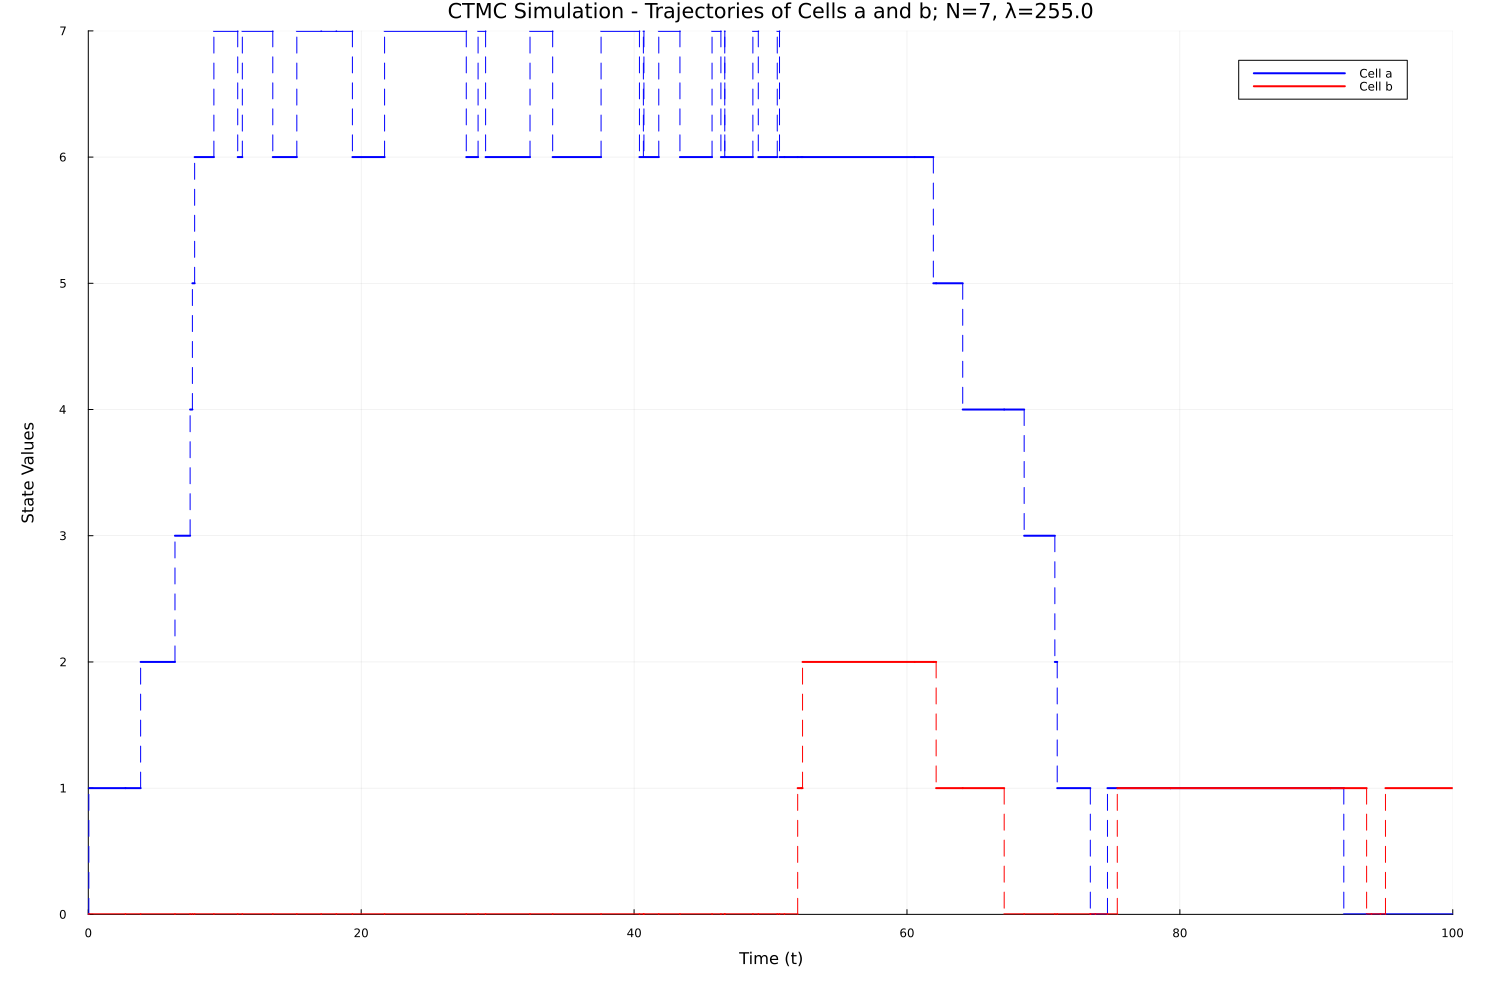 CTMC Simulation - Trajectories of Cells a and b; N=7, λ=255.0
Cell a
Cell b
State Values
7
6
5
4
3
2
1
0
0 20 40 60 80 100
Time (t)